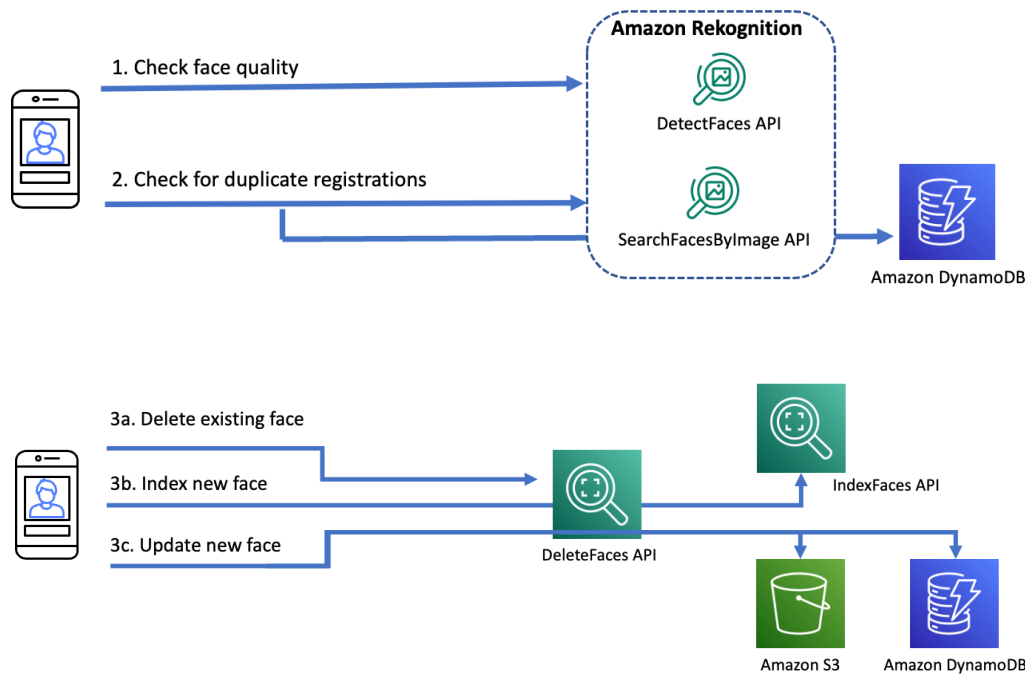 Amazon Rekognition
1. Check face quality
DetectFaces API
2. Check for duplicate registrations
SearchFacesByImage API
Amazon DynamoDB
3a. Delete existing face
3b. Index new face
IndexFaces API
3c. Update new face
DeleteFaces API
Amazon S3
Amazon DynamoDB